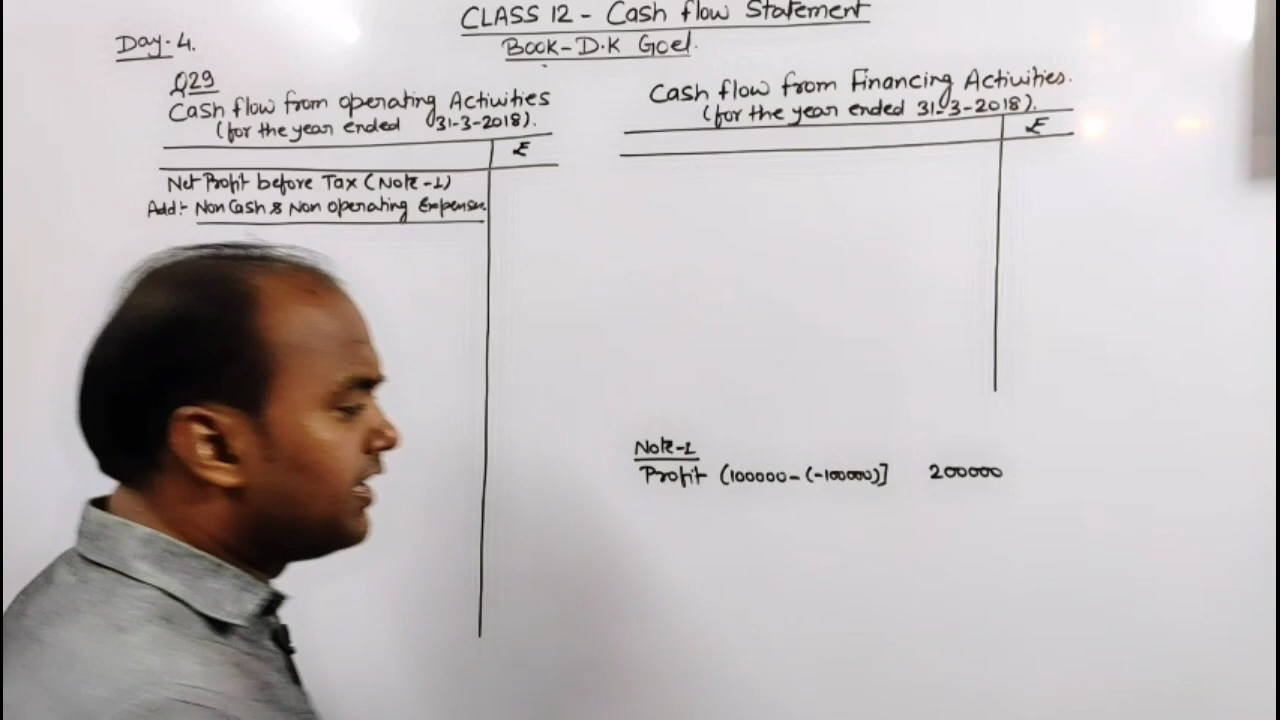 CLASS 12 - Cash flow Statement
Book - D.K Goel.
Day-4.
Q29
Cash flow from operating Activities
(for the year ended 31-3-2018).
₹
Net Profit before Tax (Note-1)
Add:- Non Cash & Non operating Expenses.
Cash flow from Financing Activities.
(for the year ended 31-3-2018).
₹
Note-1
Profit (100000-(-100000)] 200000